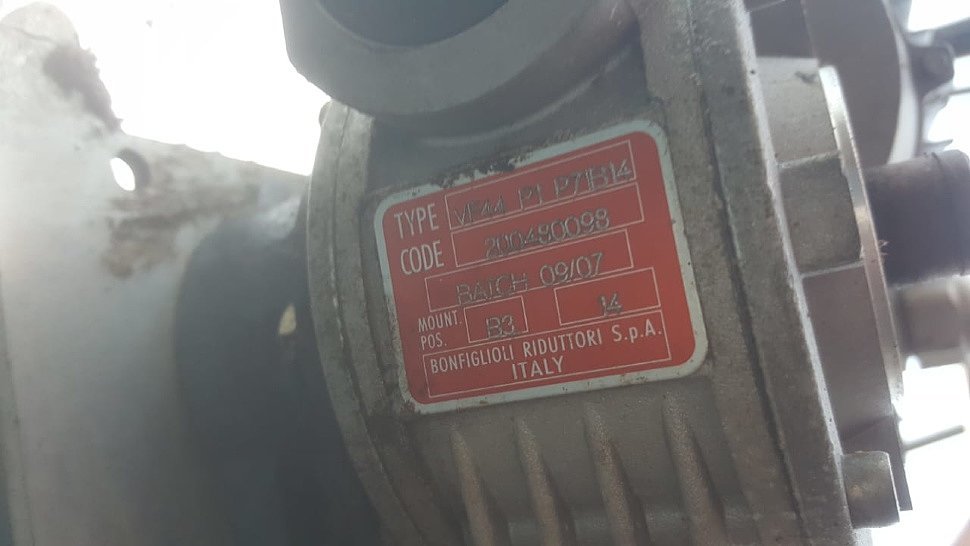 TYPE VF44 P1 P71B14
CODE 200480098
BATCH 09/07
MOUNT. POS. B3 14
BONFIGLIOLI RIDUTTORI S.p.A.
ITALY